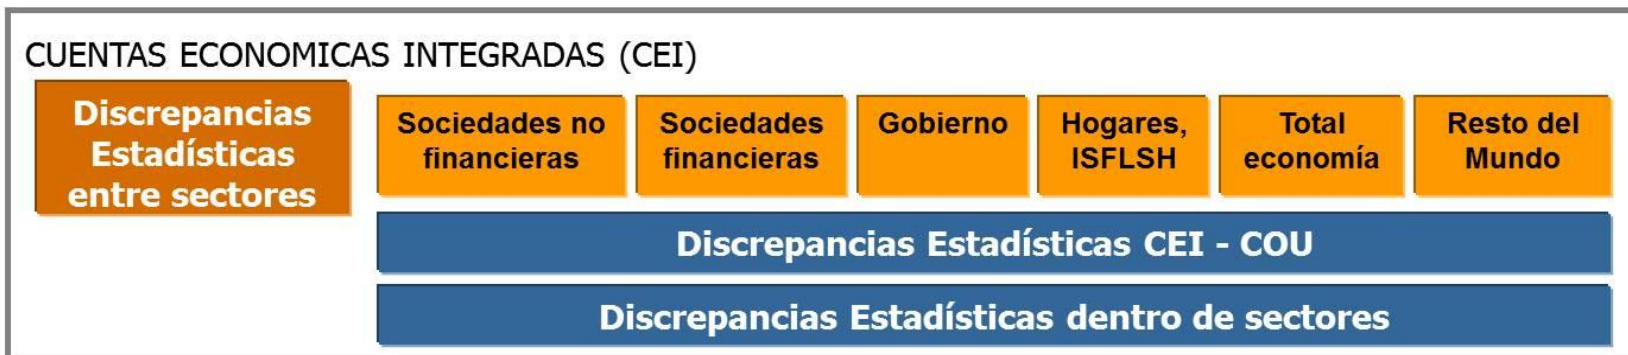 CUENTAS ECONOMICAS INTEGRADAS (CEI)
Discrepancias
Estadísticas
entre sectores
Sociedades no
financieras
Sociedades
financieras
Gobierno
Hogares,
ISFLSH
Total
economía
Resto del
Mundo
Discrepancias Estadísticas CEI - COU
Discrepancias Estadísticas dentro de sectores